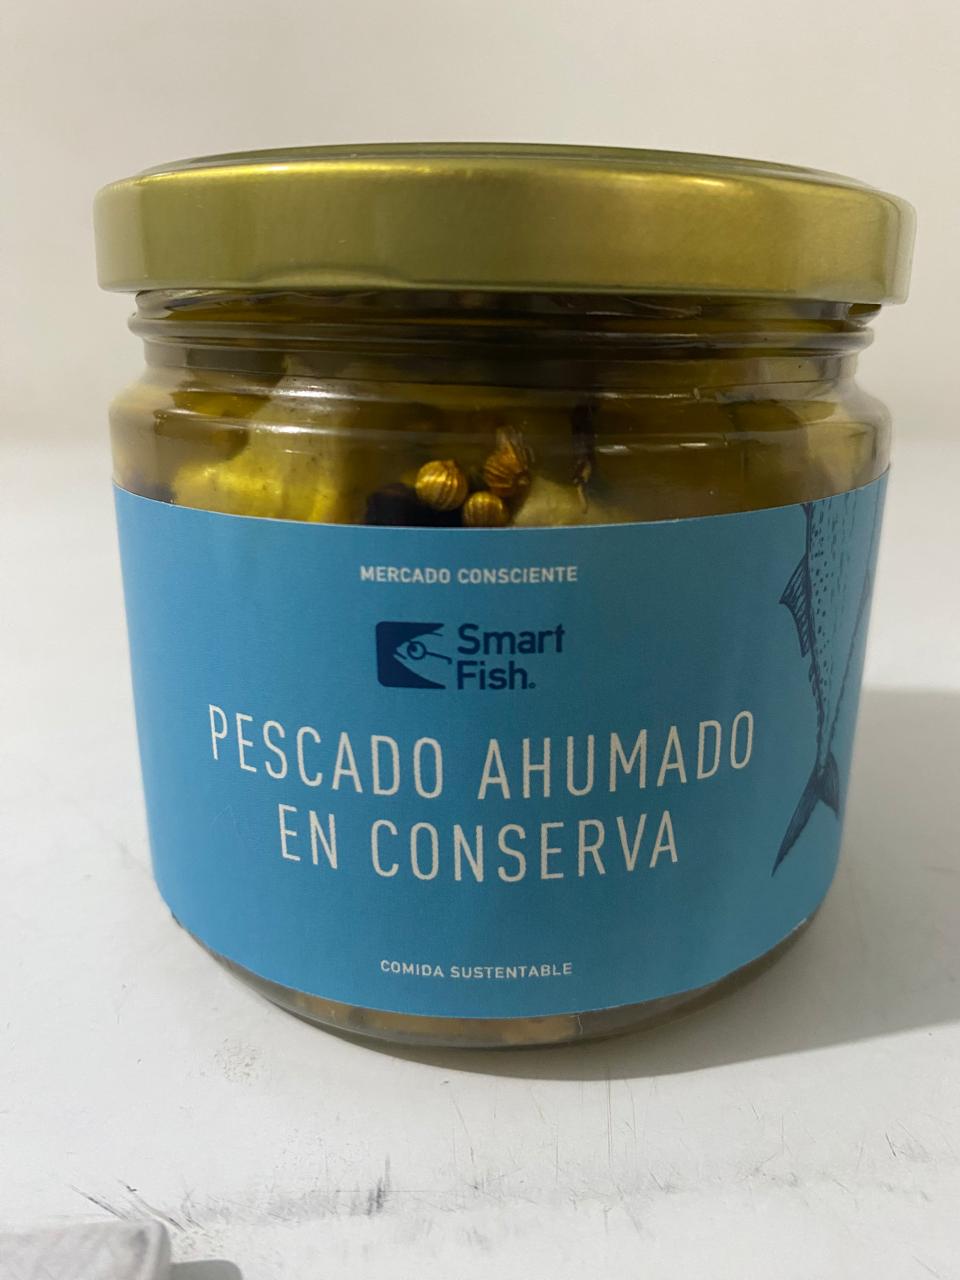 MERCADO CONSCIENTE
Smart
Fish.
PESCADO AHUMADO
EN CONSERVA
COMIDA SUSTENTABLE